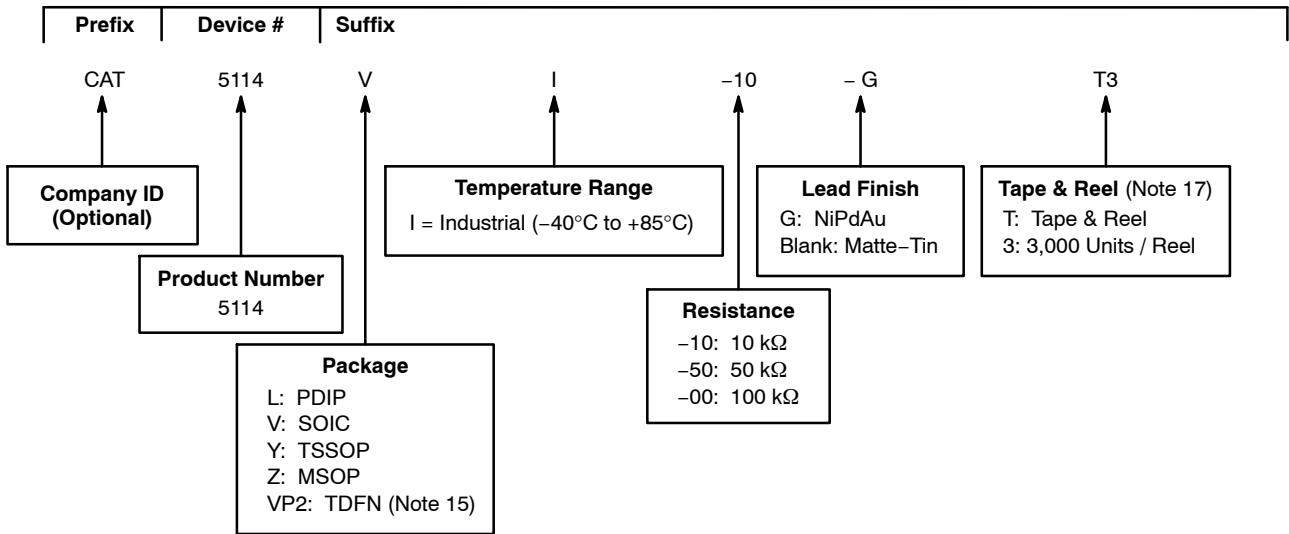 Prefix Device # Suffix
CAT 5114 V I −10 − G T3
Company ID
(Optional)
Product Number
5114
Package
L: PDIP
V: SOIC
Y: TSSOP
Z: MSOP
VP2: TDFN (Note 15)
Temperature Range
I = Industrial (−40°C to +85°C)
Resistance
−10: 10 kΩ
−50: 50 kΩ
−00: 100 kΩ
Lead Finish
G: NiPdAu
Blank: Matte−Tin
Tape & Reel (Note 17)
T: Tape & Reel
3: 3,000 Units / Reel